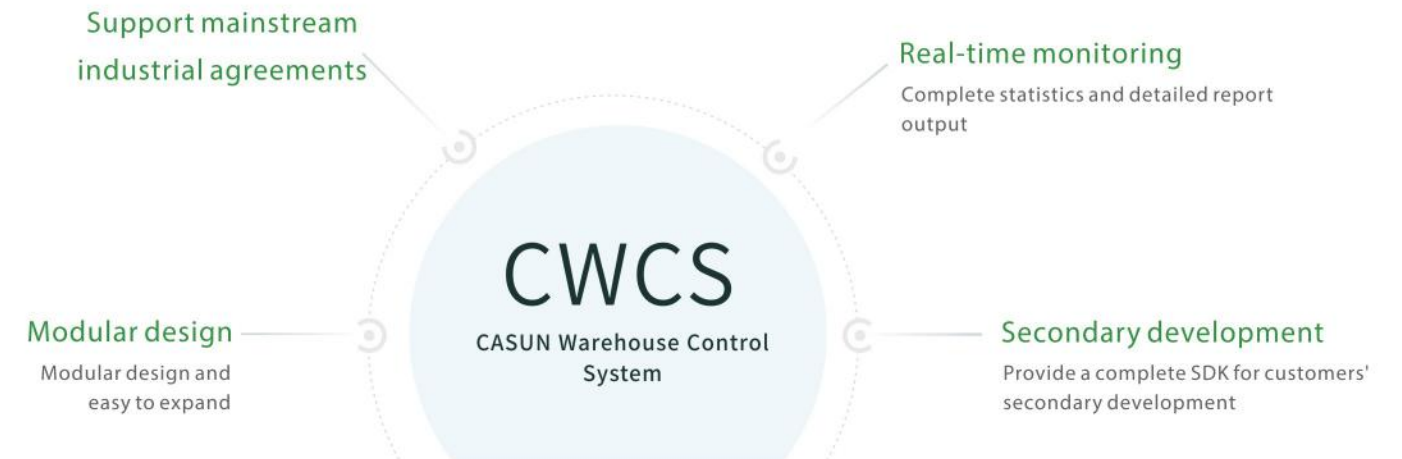 Support mainstream
industrial agreements
Real-time monitoring
Complete statistics and detailed report
output
CWCS
CASUN Warehouse Control
System
Modular design
Modular design and
easy to expand
Secondary development
Provide a complete SDK for customers'
secondary development